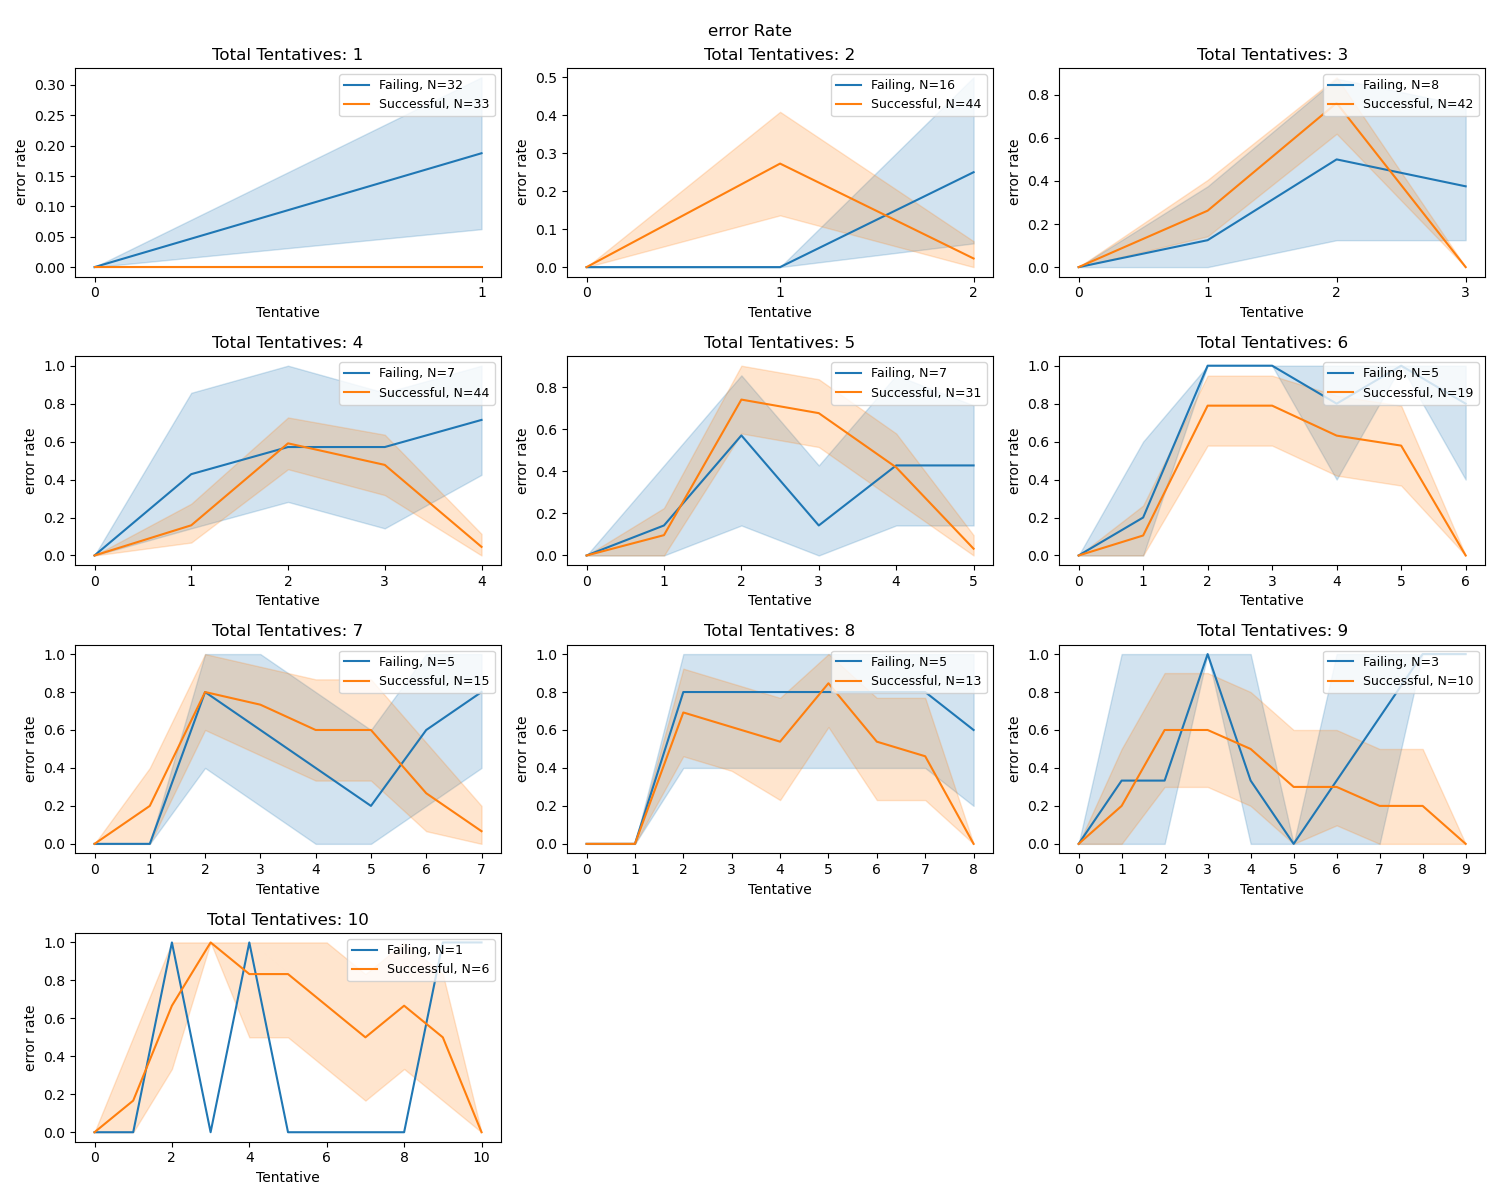 error Rate
Total Tentatives: 1
Failing, N=32
Successful, N=33
error rate
0.30
0.25
0.20
0.15
0.10
0.05
0.00
0 1
Tentative
Total Tentatives: 2
Failing, N=16
Successful, N=44
error rate
0.5
0.4
0.3
0.2
0.1
0.0
0 1 2
Tentative
Total Tentatives: 3
Failing, N=8
Successful, N=42
error rate
0.8
0.6
0.4
0.2
0.0
0 1 2 3
Tentative
Total Tentatives: 4
Failing, N=7
Successful, N=44
error rate
1.0
0.8
0.6
0.4
0.2
0.0
0 1 2 3 4
Tentative
Total Tentatives: 5
Failing, N=7
Successful, N=31
error rate
0.8
0.6
0.4
0.2
0.0
0 1 2 3 4 5
Tentative
Total Tentatives: 6
Failing, N=5
Successful, N=19
error rate
1.0
0.8
0.6
0.4
0.2
0.0
0 1 2 3 4 5 6
Tentative
Total Tentatives: 7
Failing, N=5
Successful, N=15
error rate
1.0
0.8
0.6
0.4
0.2
0.0
0 1 2 3 4 5 6 7
Tentative
Total Tentatives: 8
Failing, N=5
Successful, N=13
error rate
1.0
0.8
0.6
0.4
0.2
0.0
0 1 2 3 4 5 6 7 8
Tentative
Total Tentatives: 9
Failing, N=3
Successful, N=10
error rate
1.0
0.8
0.6
0.4
0.2
0.0
0 1 2 3 4 5 6 7 8 9
Tentative
Total Tentatives: 10
Failing, N=1
Successful, N=6
error rate
1.0
0.8
0.6
0.4
0.2
0.0
0 2 4 6 8 10
Tentative